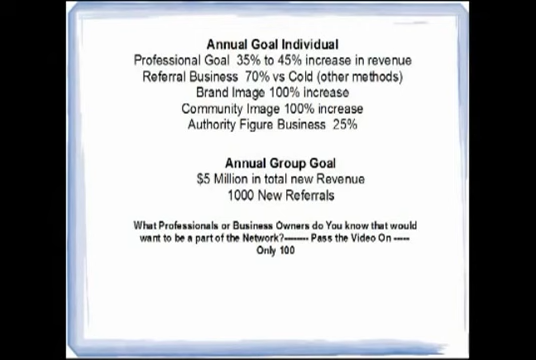 Annual Goal Individual
Professional Goal 35% to 45% increase in revenue
Referral Business 70% vs Cold (other methods)
Brand Image 100% increase
Community Image 100% increase
Authority Figure Business 25%
Annual Group Goal
$5 Million in total new Revenue
1000 New Referrals
What Professionals or Business Owners do You know that would
want to be a part of the Network?-------- Pass the Video On -----
Only 100